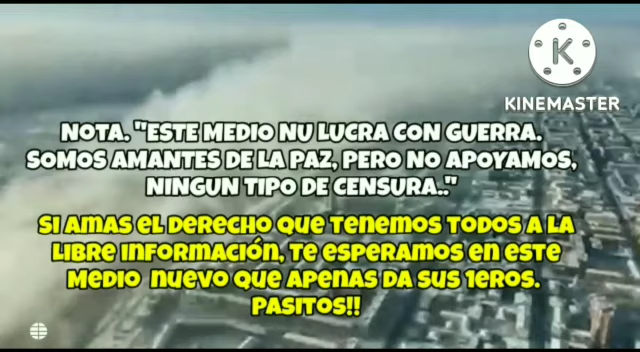 KINEMASTER
NOTA. "ESTE MEDIO NU LUCRA CON GUERRA.
SOMOS AMANTES DE LA PAZ, PERO NO APOYAMOS,
NINGUN TIPO DE CENSURA.."
SI AMAS EL DERECHO QUE TENEMOS TODOS A LA
LIBRE INFORMACIÓN, TE ESPERAMOS EN ESTE
MEDIO NUEVO QUE APENAS DA SUS 1EROS.
PASITOS!!